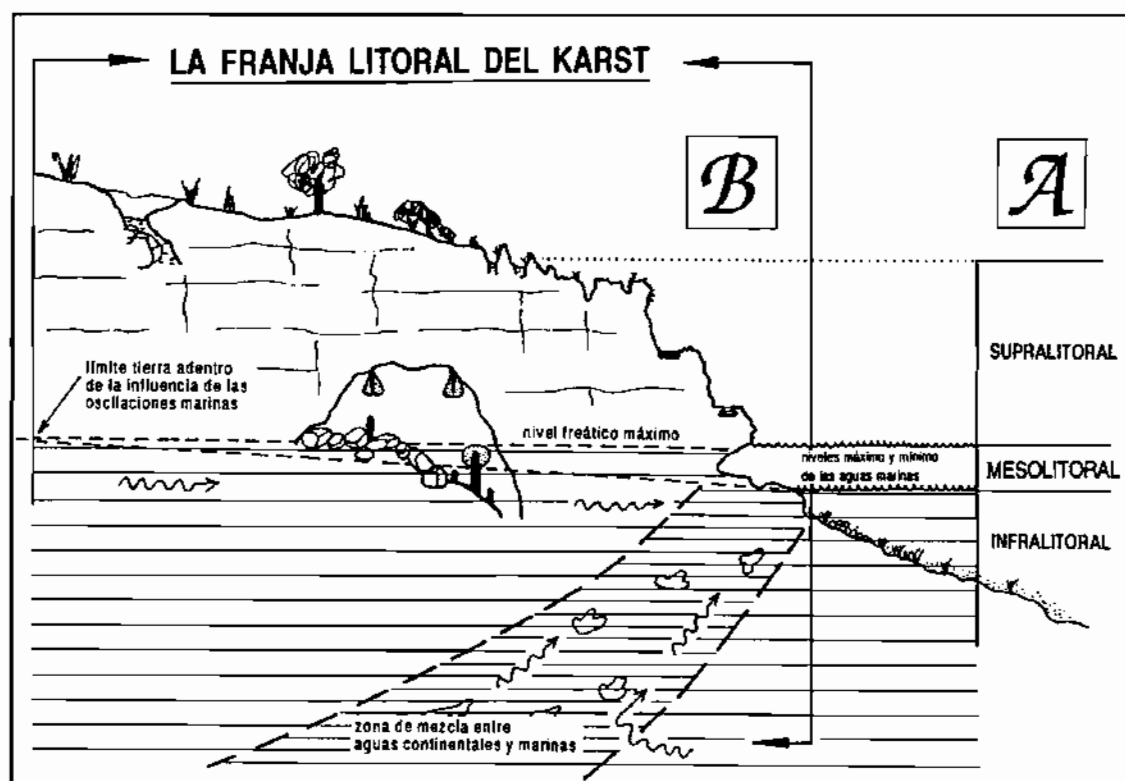 LA FRANJA LITORAL DEL KARST
B
A
SUPRALITORAL
límite tierra adentro
de la influencia de las
oscilaciones marinas
nivel freático máximo
niveles máximo y mínimo
de las aguas marinas
MESOLITORAL
INFRALITORAL
zona de mezcla entre
aguas continentales y marinas